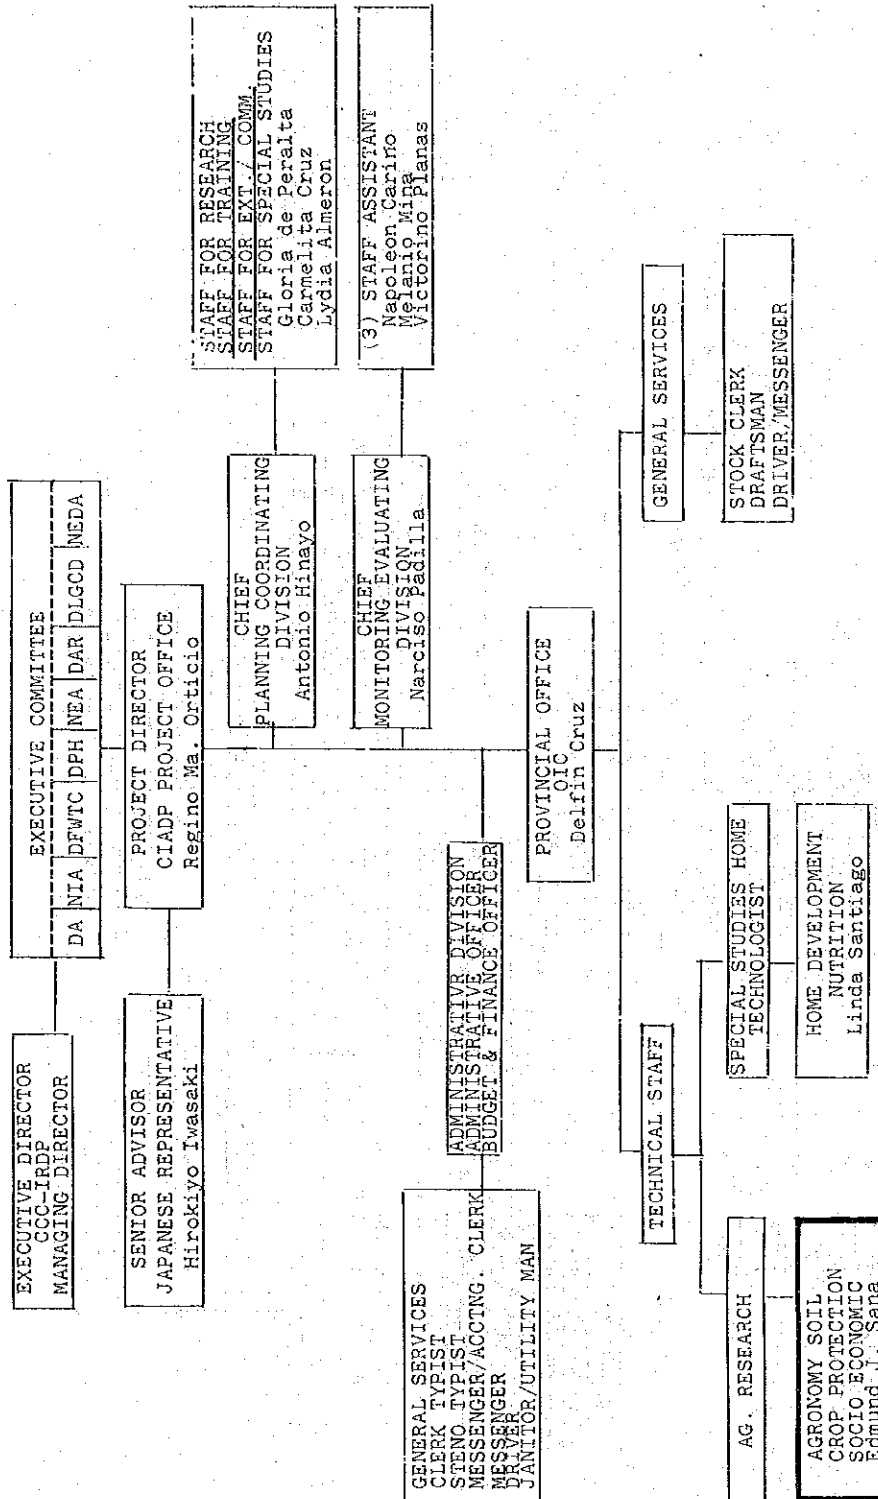 EXECUTIVE DIRECTOR
CCC-IRDP
MANAGING DIRECTOR
EXECUTIVE COMMITTEE
DA NIA DFWTC DPH NEA DAR DLGCD NEDA
SENIOR ADVISOR
JAPANESE REPRESENTATIVE
Hirokiyo Iwasaki
PROJECT DIRECTOR
CIADP PROJECT OFFICE
Regino Ma. Orticio
CHIEF
PLANNING COORDINATING
DIVISION
Antonio Hinayo
STAFF FOR RESEARCH
STAFF FOR TRAINING
STAFF FOR EXT./ COMM.
STAFF FOR SPECIAL STUDIES
Gloria de Peralta
Carmelita Cruz
Lydia Almeron
CHIEF
MONITORING EVALUATING
DIVISION
Narciso Padilla
(3) STAFF ASSISTANT
Napoleon Carino
Melanio Mina
Victorino Planas
GENERAL SERVICES
CLERK TYPIST
STENO TYPIST
MESSENGER/ACCTNG. CLERK
MESSENGER
DRIVER
JANITOR/UTILITY MAN
ADMINISTRATIVR DIVISION
ADMINISTRATIVE OFFICER
BUDGET & FINANCE OFFICER
PROVINCIAL OFFICE
OIC
Delfin Cruz
TECHNICAL STAFF
GENERAL SERVICES
AG. RESEARCH
SPECIAL STUDIES HOME
TECHNOLOGIST
STOCK CLERK
DRAFTSMAN
DRIVER/MESSENGER
AGRONOMY SOIL
CROP PROTECTION
SOCIO ECONOMIC
Edmund J. Sana
HOME DEVELOPMENT
NUTRITION
Linda Santiago